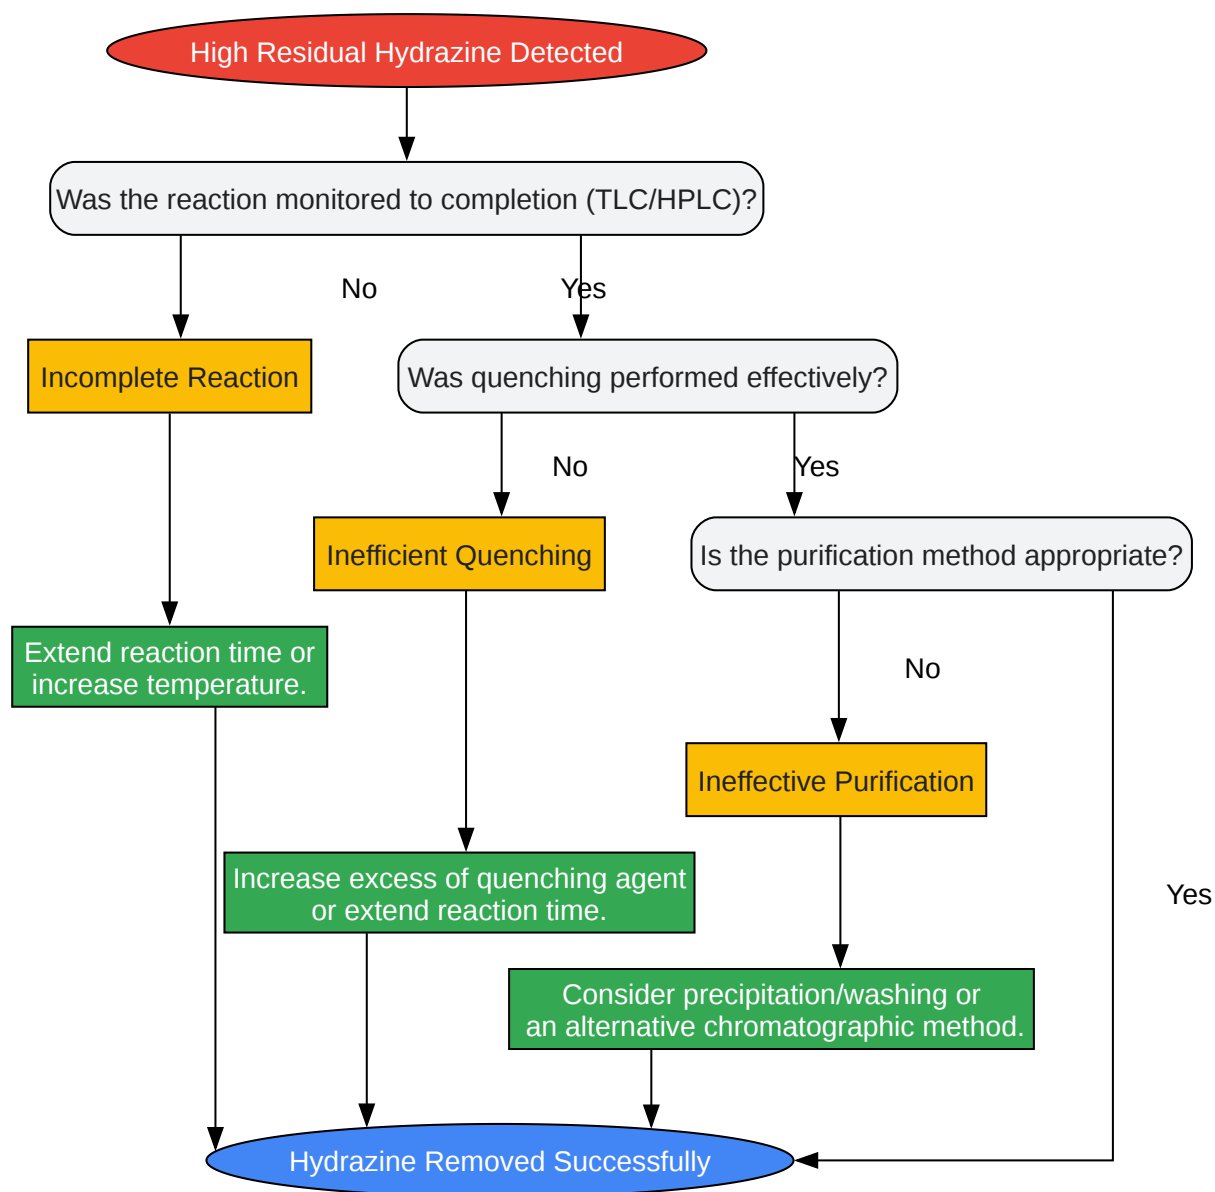 High Residual Hydrazine Detected
Was the reaction monitored to completion (TLC/HPLC)?
No
Yes
Incomplete Reaction
Was quenching performed effectively?
No
Yes
Inefficient Quenching
Is the purification method appropriate?
Extend reaction time or
increase temperature.
No
Ineffective Purification
Increase excess of quenching agent
or extend reaction time.
Yes
Consider precipitation/washing or
an alternative chromatographic method.
Hydrazine Removed Successfully